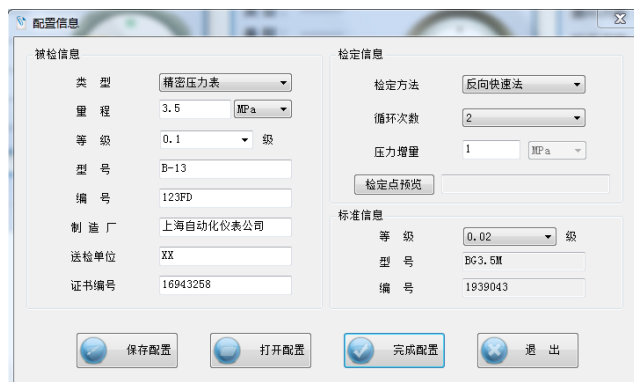 配置信息
被检信息
类 型 精密压力表
量 程 3.5 MPa
等 级 0.1 级
型 号 B-13
编 号 123FD
制 造 厂 上海自动化仪表公司
送检单位 XX
证书编号 16943258
检定信息
检定方法 反向快速法
循环次数 2
压力增量 1 MPa
检定点预览
标准信息
等 级 0.02 级
型 号 BG3.5M
编 号 1939043
保存配置 打开配置 完成配置 退 出